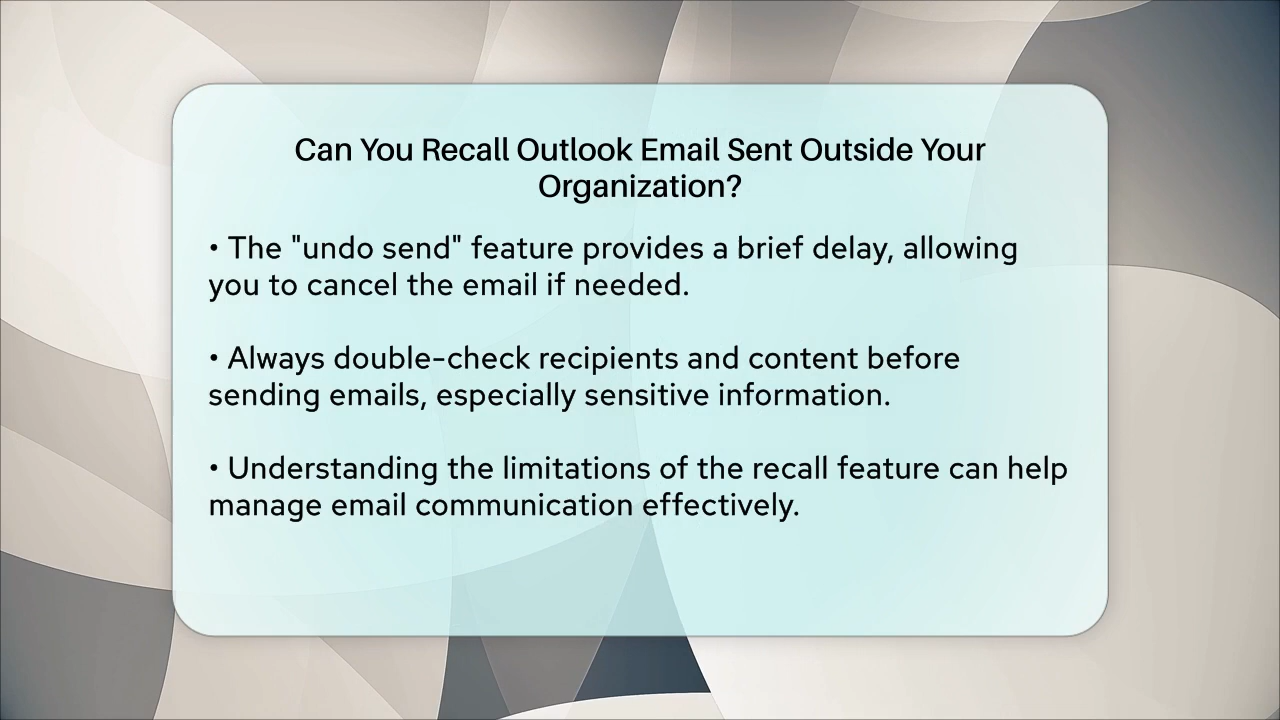 Can You Recall Outlook Email Sent Outside Your
Organization?
• The "undo send" feature provides a brief delay, allowing
you to cancel the email if needed.
• Always double-check recipients and content before
sending emails, especially sensitive information.
• Understanding the limitations of the recall feature can help
manage email communication effectively.